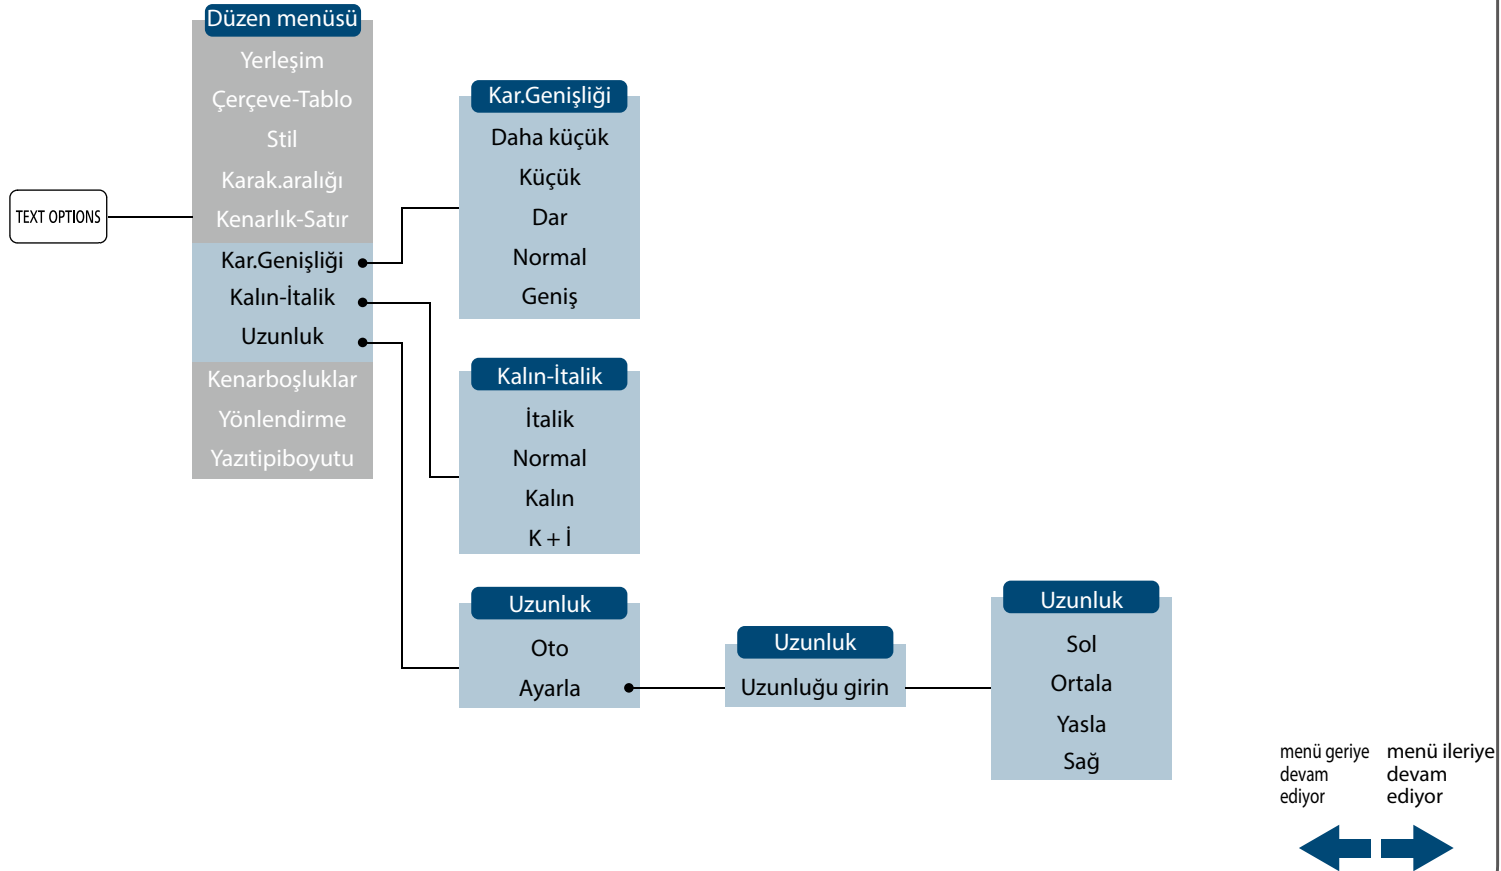 TEXT OPTIONS
Düzen menüsü
Yerleşim
Çerçeve-Tablo
Stil
Karak.aralığı
Kenarlık-Satır
Kar.Genişliği
Kalın-İtalik
Uzunluk
Kenarboşluklar
Yönlendirme
Yazıtipiboyutu
Kar.Genişliği
Daha küçük
Küçük
Dar
Normal
Geniş
Kalın-İtalik
İtalik
Normal
Kalın
K + İ
Uzunluk
Oto
Ayarla
Uzunluk
Uzunluğu girin
Uzunluk
Sol
Ortala
Yasla
Sağ
menü geriye
devam
ediyor
menü ileriye
devam
ediyor